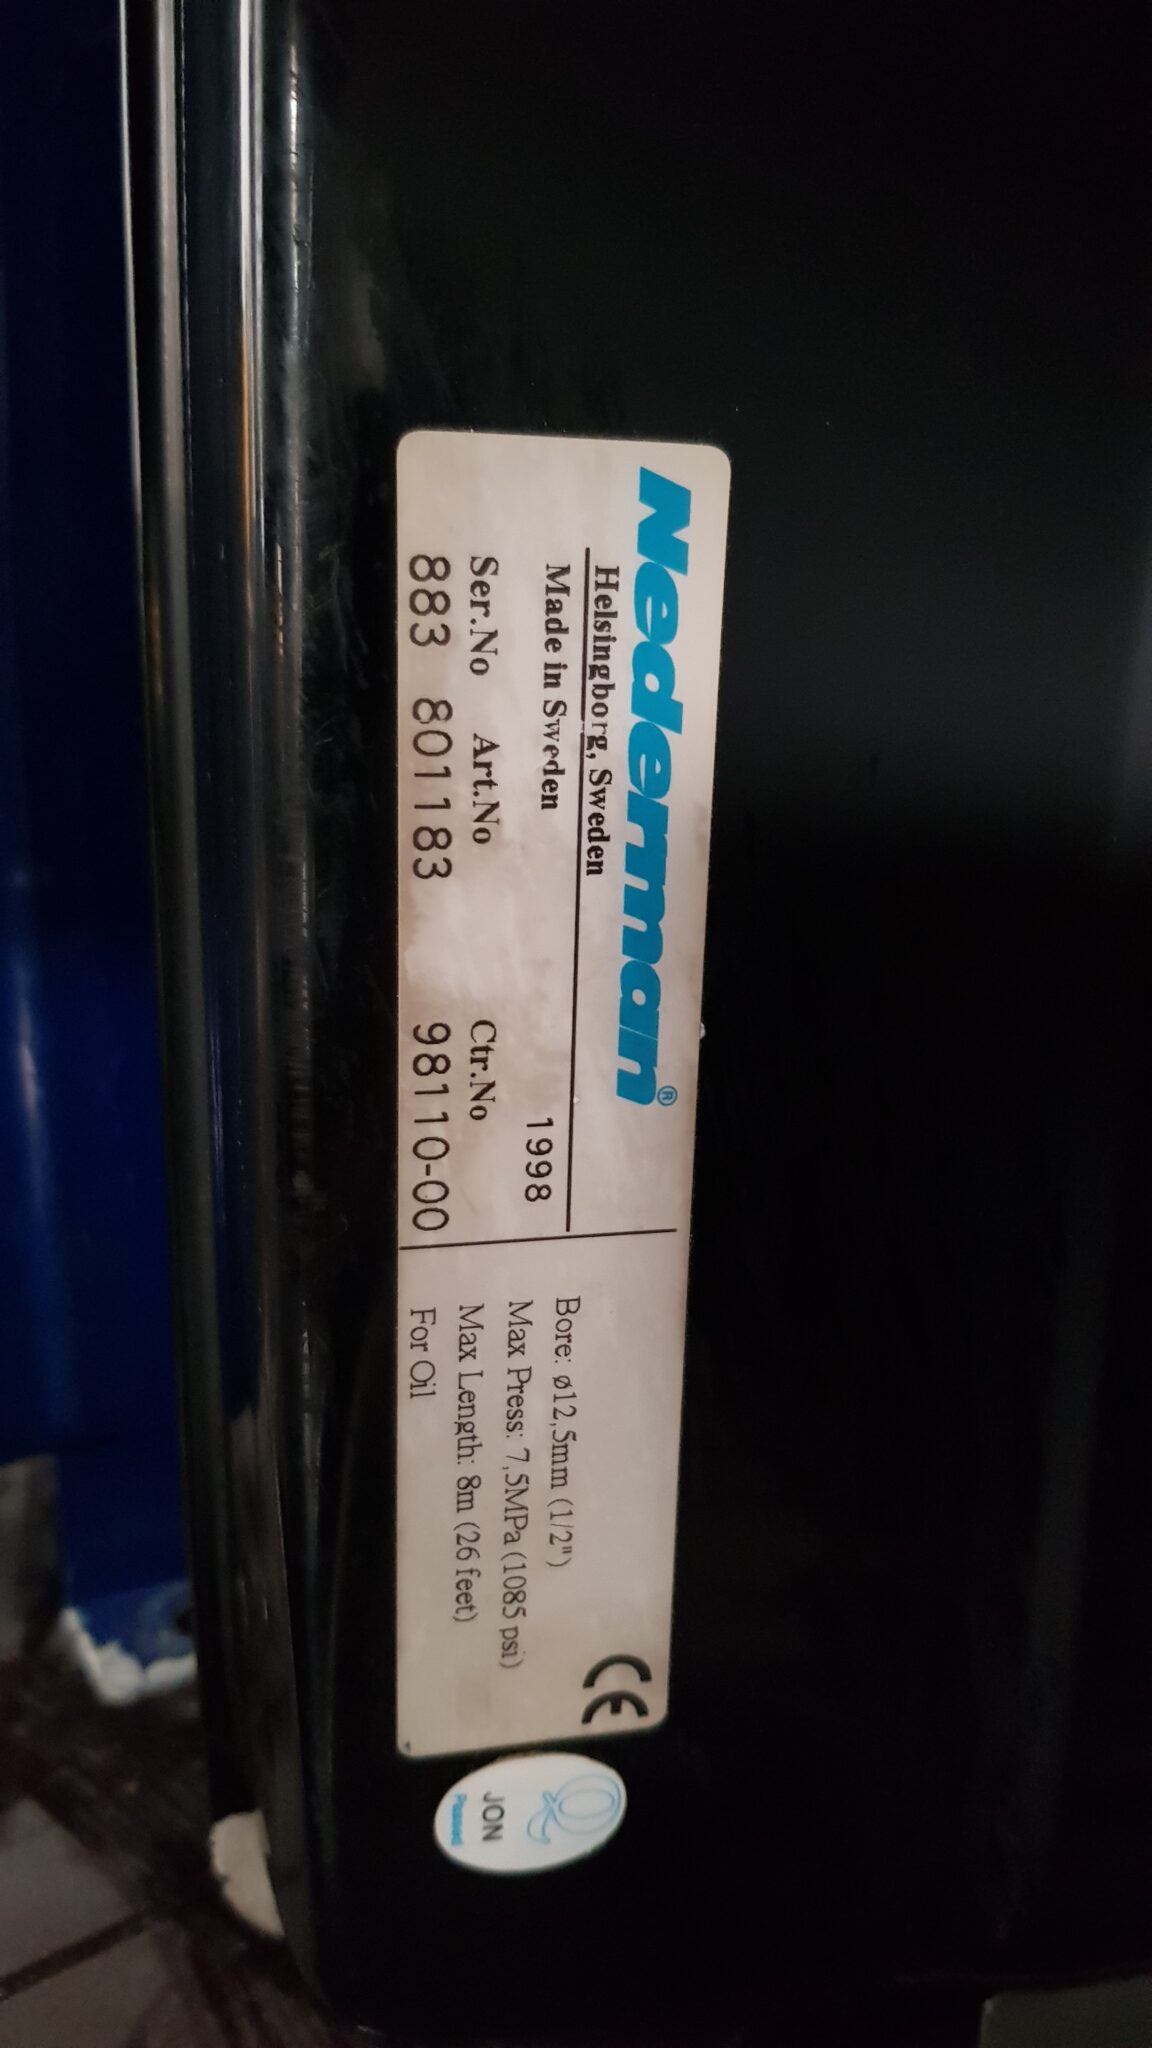 Nederman®
Helsingborg, Sweden
Made in Sweden 1998
Ser.No Art.No Ctr.No
883 801183 98110-00
CE
Bore: ø12,5mm (1/2")
Max Press: 7,5MPa (1085 psi)
Max Length: 8m (26 feet)
For Oil
Q
JON
Passed